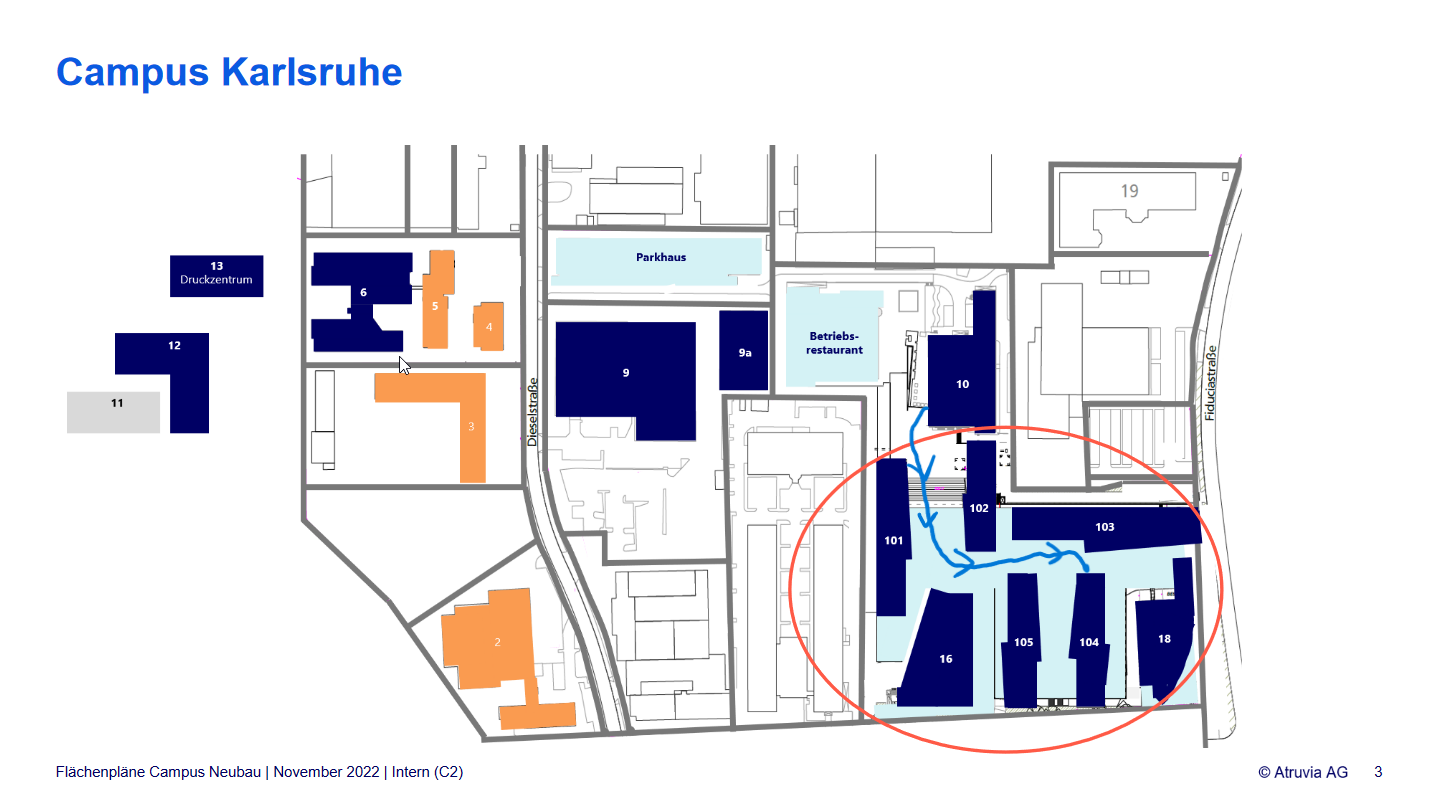 Campus Karlsruhe
19
Parkhaus
13
Druckzentrum
6
5
4
Betriebs-
restaurant
12
9
9a
10
11
3
Dieselstraße
Fiduciastraße
102
103
101
2
16
105
104
18
Flächenpläne Campus Neubau | November 2022 | Intern (C2)
© Atruvia AG
3